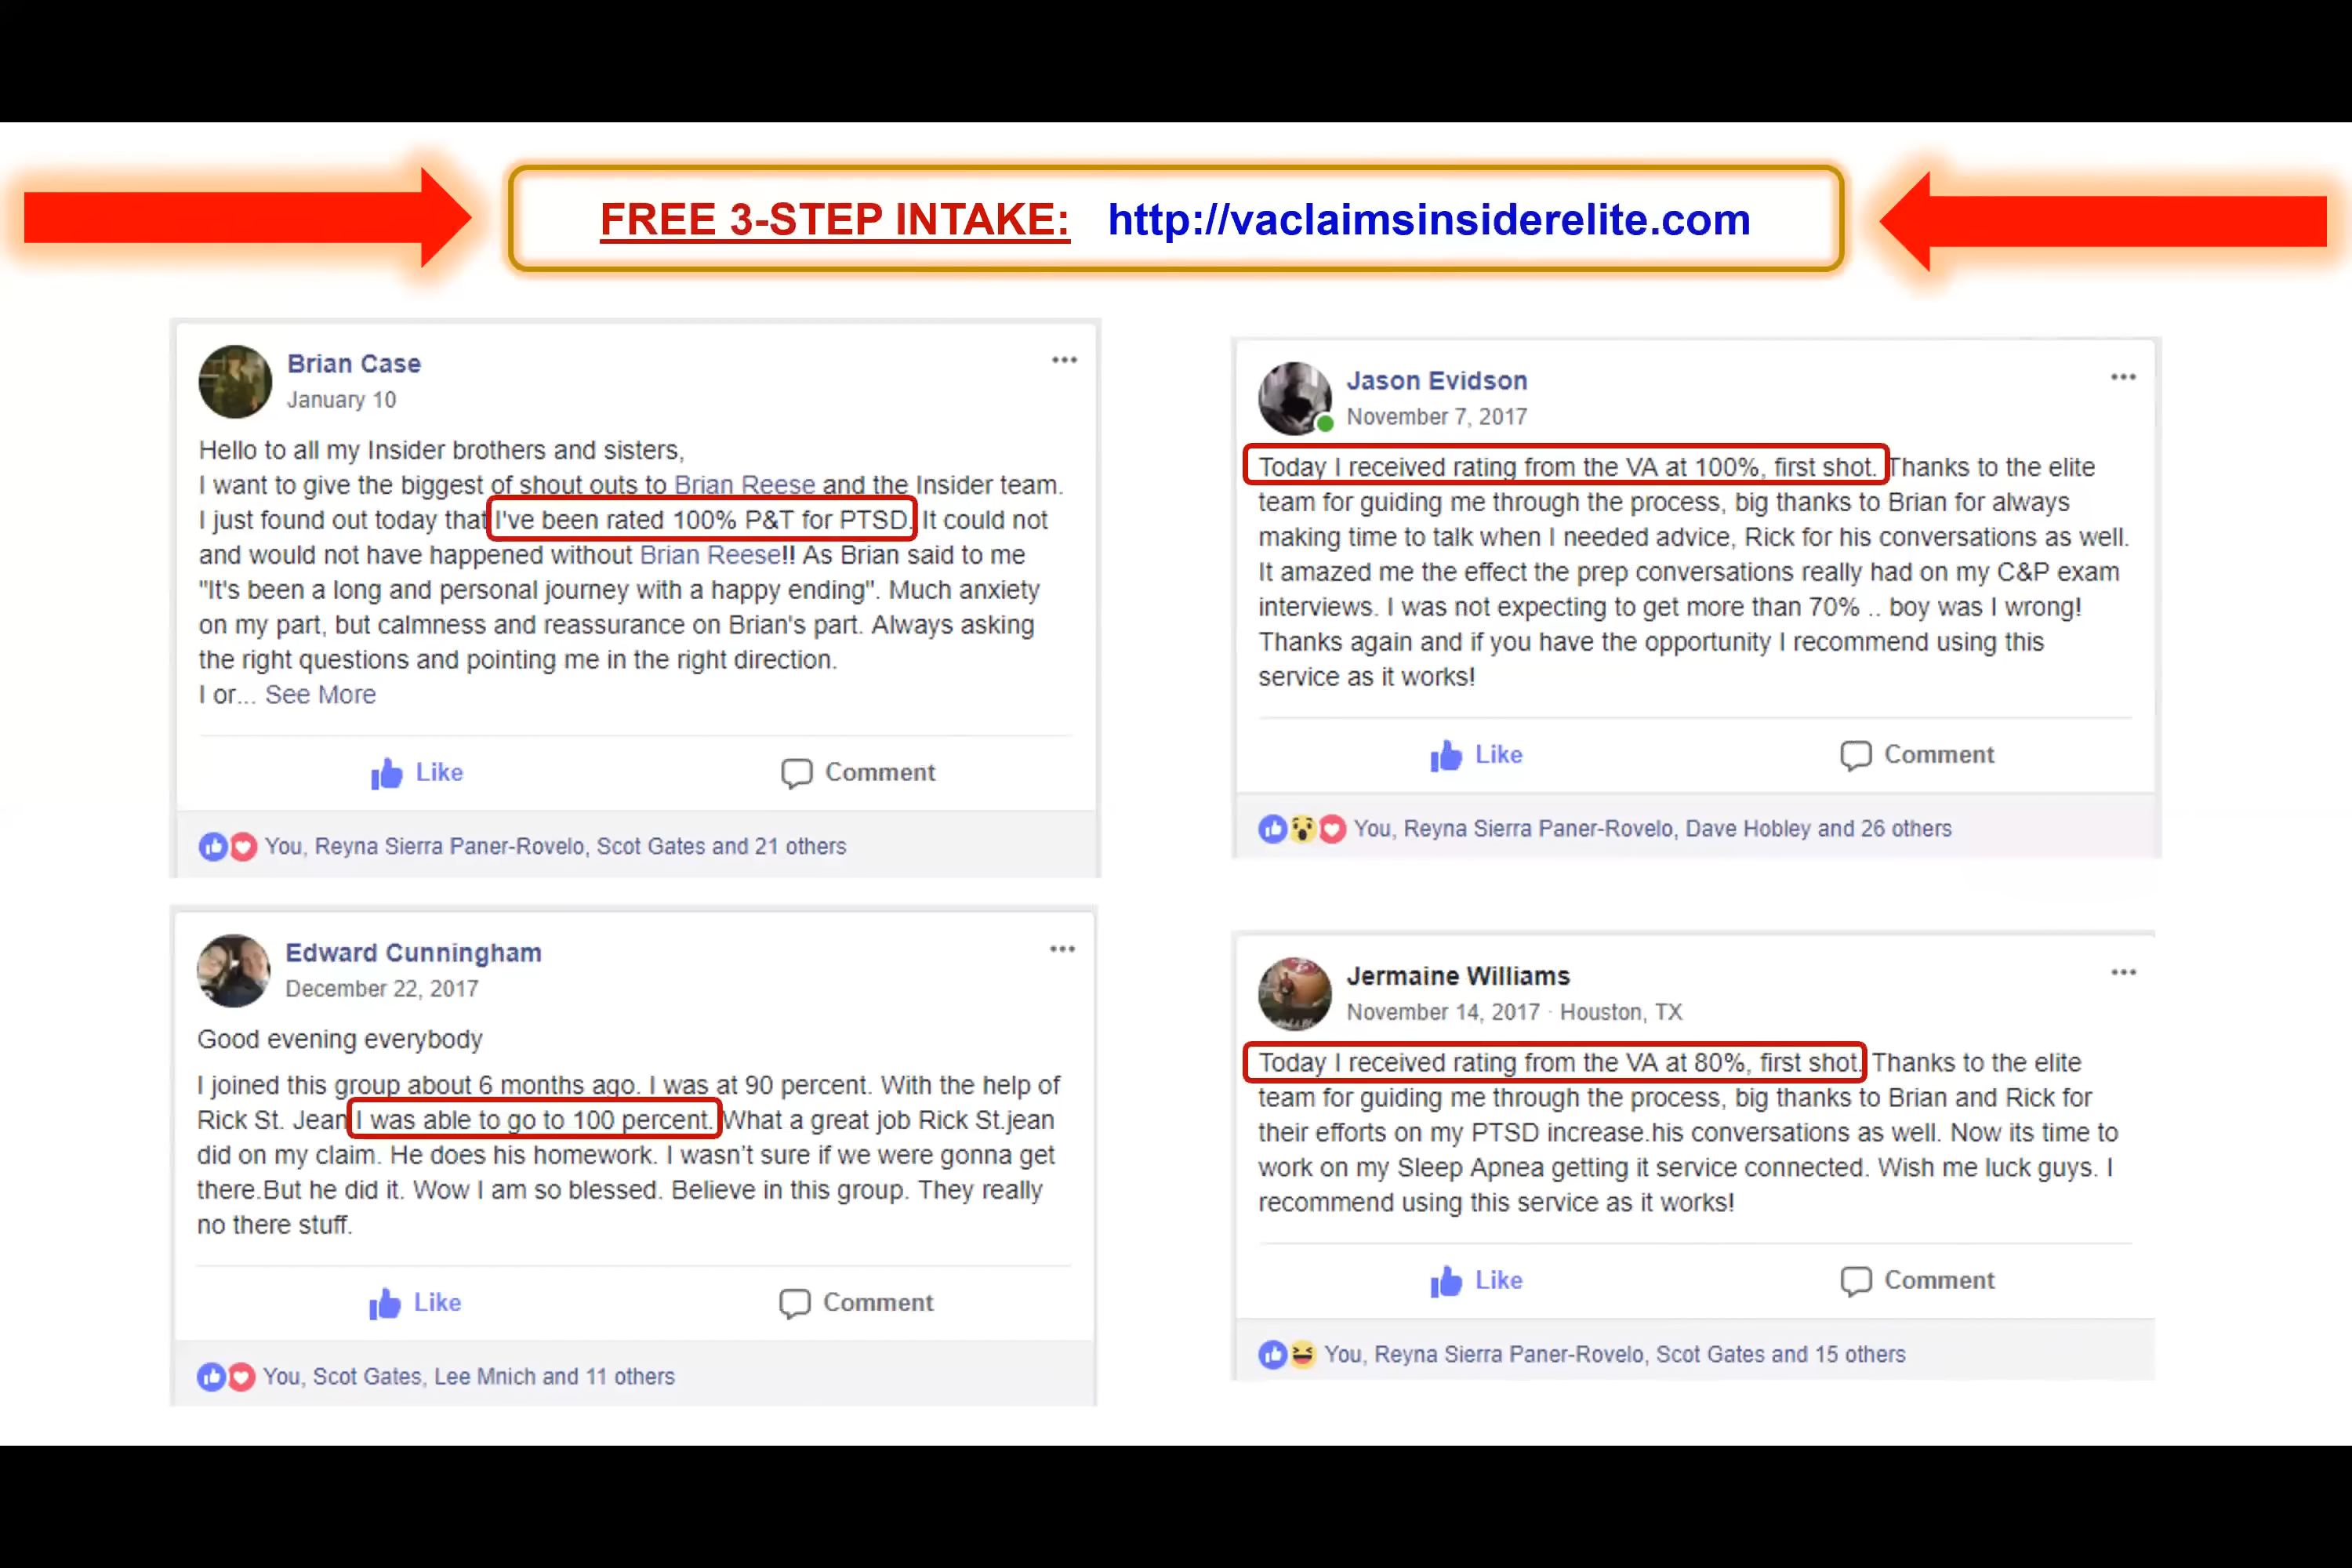 FREE 3-STEP INTAKE: http://vaclaimsinsiderelite.com
Brian Case
January 10
Hello to all my Insider brothers and sisters,
I want to give the biggest of shout outs to Brian Reese and the Insider team.
I just found out today that I've been rated 100% P&T for PTSD. It could not
and would not have happened without Brian Reese!! As Brian said to me
"It's been a long and personal journey with a happy ending". Much anxiety
on my part, but calmness and reassurance on Brian's part. Always asking
the right questions and pointing me in the right direction.
I or... See More
Like Comment
You, Reyna Sierra Paner-Rovelo, Scot Gates and 21 others
Jason Evidson
November 7, 2017
Today I received rating from the VA at 100%, first shot. Thanks to the elite
team for guiding me through the process, big thanks to Brian for always
making time to talk when I needed advice, Rick for his conversations as well.
It amazed me the effect the prep conversations really had on my C&P exam
interviews. I was not expecting to get more than 70% .. boy was I wrong!
Thanks again and if you have the opportunity I recommend using this
service as it works!
Like Comment
You, Reyna Sierra Paner-Rovelo, Dave Hobley and 26 others
Edward Cunningham
December 22, 2017
Good evening everybody
I joined this group about 6 months ago. I was at 90 percent. With the help of
Rick St. Jean I was able to go to 100 percent. What a great job Rick St.jean
did on my claim. He does his homework. I wasn't sure if we were gonna get
there.But he did it. Wow I am so blessed. Believe in this group. They really
no there stuff.
Like Comment
You, Scot Gates, Lee Mnich and 11 others
Jermaine Williams
November 14, 2017 · Houston, TX
Today I received rating from the VA at 80%, first shot. Thanks to the elite
team for guiding me through the process, big thanks to Brian and Rick for
their efforts on my PTSD increase.his conversations as well. Now its time to
work on my Sleep Apnea getting it service connected. Wish me luck guys. I
recommend using this service as it works!
Like Comment
You, Reyna Sierra Paner-Rovelo, Scot Gates and 15 others